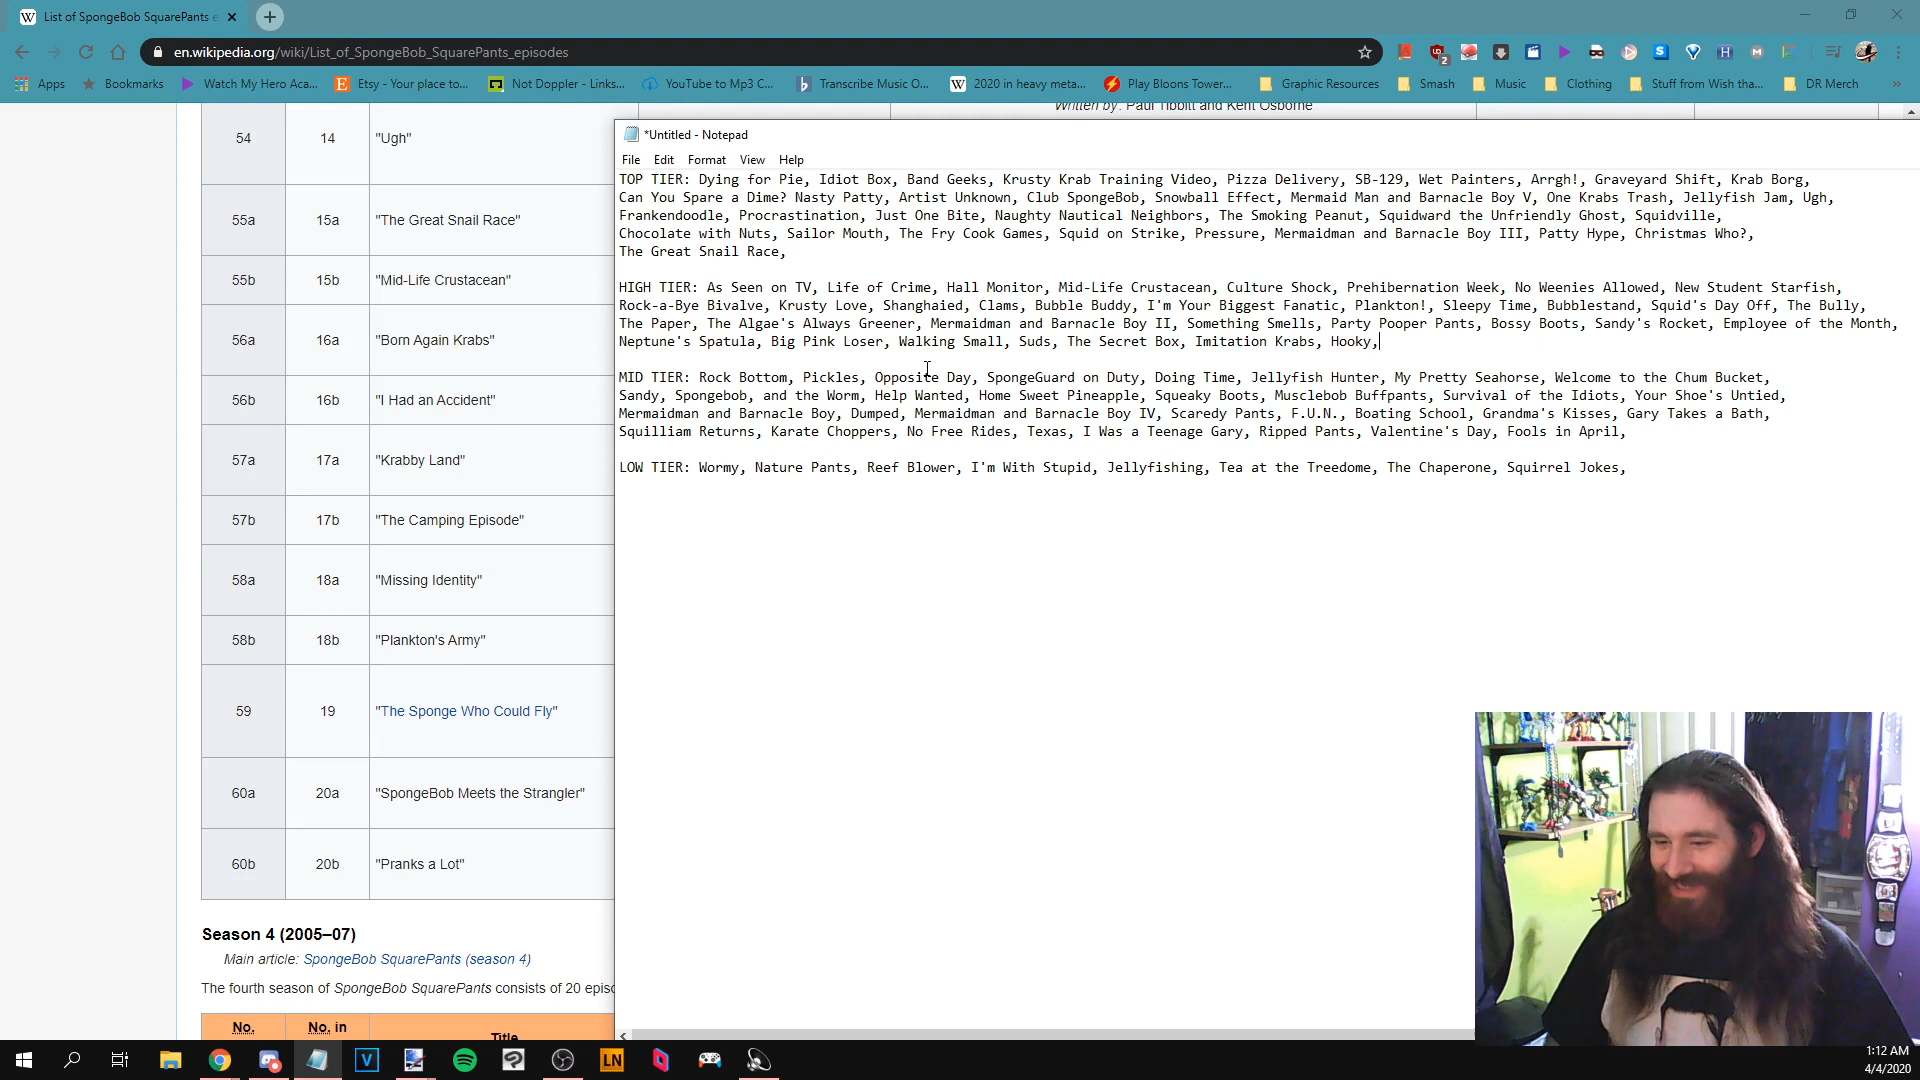 List of SpongeBob SquarePants e
en.wikipedia.org/wiki/List_of_SpongeBob_SquarePants_episodes
2
Apps
Bookmarks
Watch My Hero Aca...
Etsy - Your place to...
Not Doppler - Links...
YouTube to Mp3 C...
Transcribe Music O...
2020 in heavy meta...
Play Bloons Tower...
Graphic Resources
Smash
Music
Clothing
Stuff from Wish tha...
DR Merch
Written by: Paul Tibbitt and Kent Osborne
54 14 "Ugh"
55a 15a "The Great Snail Race"
55b 15b "Mid-Life Crustacean"
56a 16a "Born Again Krabs"
56b 16b "I Had an Accident"
57a 17a "Krabby Land"
57b 17b "The Camping Episode"
58a 18a "Missing Identity"
58b 18b "Plankton's Army"
59 19 "The Sponge Who Could Fly"
60a 20a "SpongeBob Meets the Strangler"
60b 20b "Pranks a Lot"
Season 4 (2005–07)
Main article: SpongeBob SquarePants (season 4)
The fourth season of SpongeBob SquarePants consists of 20 episo
No. No. in Title
*Untitled - Notepad
File Edit Format View Help
TOP TIER: Dying for Pie, Idiot Box, Band Geeks, Krusty Krab Training Video, Pizza Delivery, SB-129, Wet Painters, Arrgh!, Graveyard Shift, Krab Borg,
Can You Spare a Dime? Nasty Patty, Artist Unknown, Club SpongeBob, Snowball Effect, Mermaid Man and Barnacle Boy V, One Krabs Trash, Jellyfish Jam, Ugh,
Frankendoodle, Procrastination, Just One Bite, Naughty Nautical Neighbors, The Smoking Peanut, Squidward the Unfriendly Ghost, Squidville,
Chocolate with Nuts, Sailor Mouth, The Fry Cook Games, Squid on Strike, Pressure, Mermaidman and Barnacle Boy III, Patty Hype, Christmas Who?,
The Great Snail Race,
HIGH TIER: As Seen on TV, Life of Crime, Hall Monitor, Mid-Life Crustacean, Culture Shock, Prehibernation Week, No Weenies Allowed, New Student Starfish,
Rock-a-Bye Bivalve, Krusty Love, Shanghaied, Clams, Bubble Buddy, I'm Your Biggest Fanatic, Plankton!, Sleepy Time, Bubblestand, Squid's Day Off, The Bully,
The Paper, The Algae's Always Greener, Mermaidman and Barnacle Boy II, Something Smells, Party Pooper Pants, Bossy Boots, Sandy's Rocket, Employee of the Month,
Neptune's Spatula, Big Pink Loser, Walking Small, Suds, The Secret Box, Imitation Krabs, Hooky,
MID TIER: Rock Bottom, Pickles, Opposite Day, SpongeGuard on Duty, Doing Time, Jellyfish Hunter, My Pretty Seahorse, Welcome to the Chum Bucket,
Sandy, Spongebob, and the Worm, Help Wanted, Home Sweet Pineapple, Squeaky Boots, Musclebob Buffpants, Survival of the Idiots, Your Shoe's Untied,
Mermaidman and Barnacle Boy, Dumped, Mermaidman and Barnacle Boy IV, Scaredy Pants, F.U.N., Boating School, Grandma's Kisses, Gary Takes a Bath,
Squilliam Returns, Karate Choppers, No Free Rides, Texas, I Was a Teenage Gary, Ripped Pants, Valentine's Day, Fools in April,
LOW TIER: Wormy, Nature Pants, Reef Blower, I'm With Stupid, Jellyfishing, Tea at the Treedome, The Chaperone, Squirrel Jokes,
1:12 AM
4/4/2020